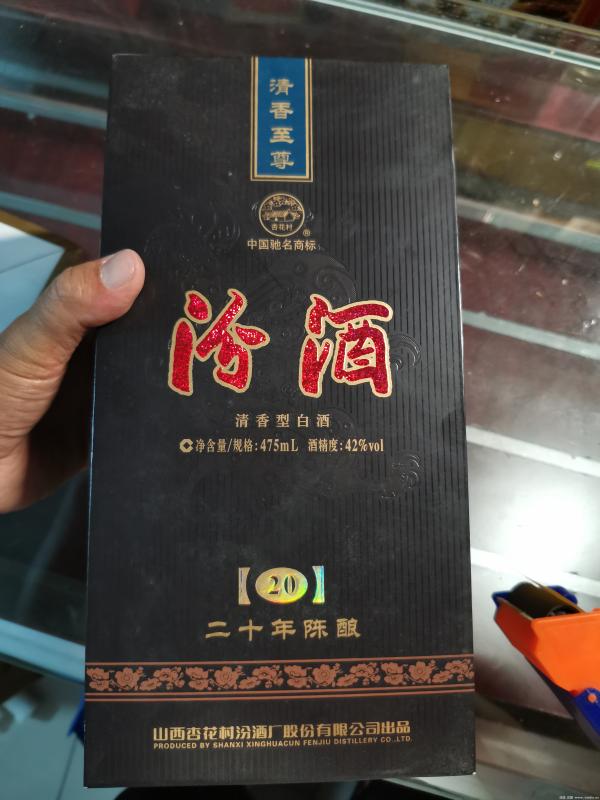 清香至尊
杏花村
®
中国驰名商标
汾酒
清香型白酒
净含量/规格:475mL 酒精度:42%vol
【20】
二十年陈酿
山西杏花村汾酒厂股份有限公司出品
PRODUCED BY SHANXI XINGHUACUN FENJIU DISTILLERY CO.,LTD.